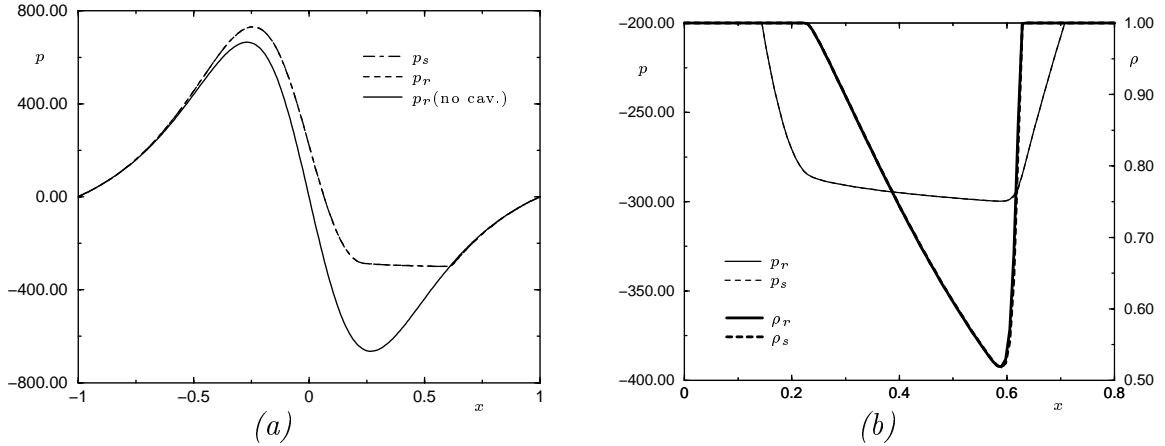 800.00
p
400.00
0.00
−400.00
−800.00
−1 −0.5 0 0.5 1
x
p_s
p_r
p_r(no cav.)
(a)
−200.00
p
−250.00
−300.00
−350.00
−400.00
1.00
ρ
0.90
0.80
0.70
0.60
0.50
p_r
p_s
ρ_r
ρ_s
0 0.2 0.4 0.6 0.8
x
(b)